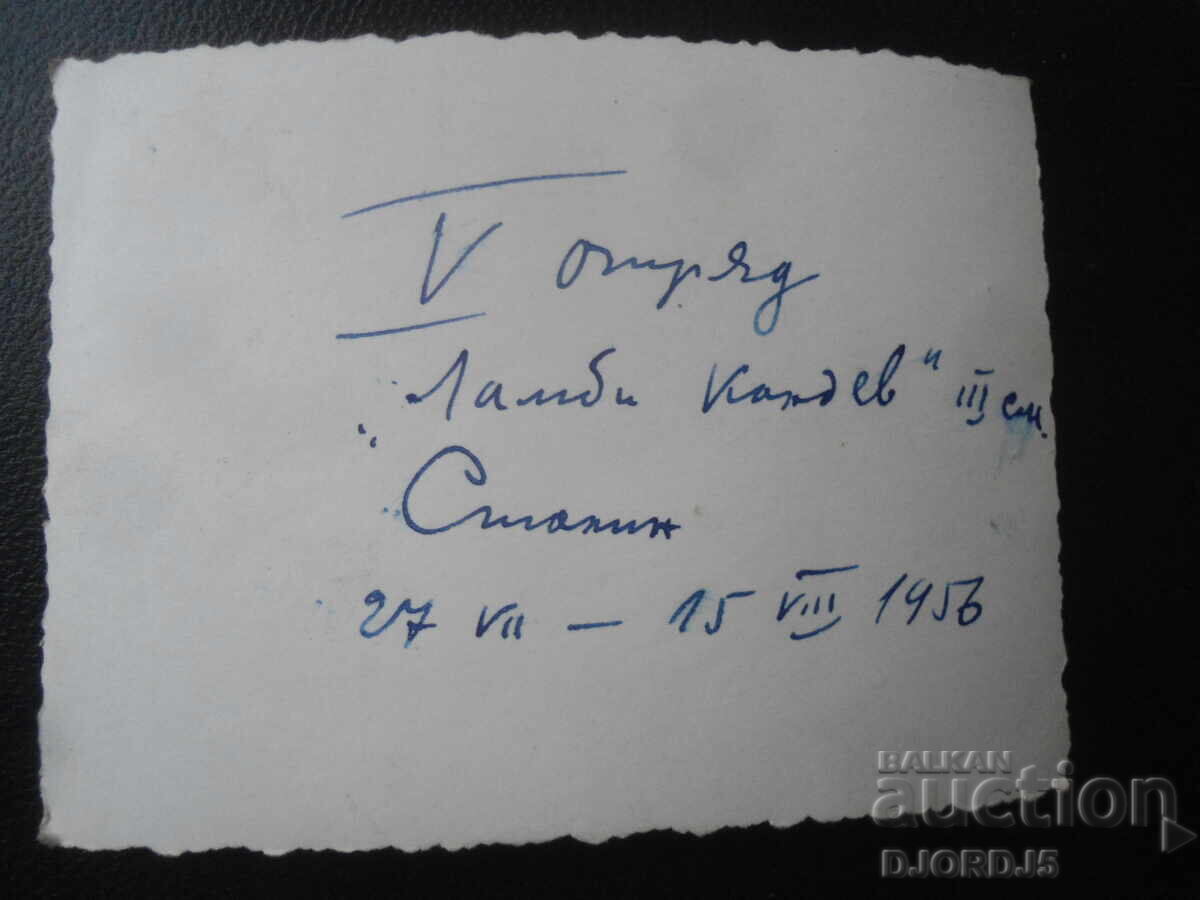 V отряд
„Ламби Кандев" III см.
Сталин
27 VII – 15 VIII 1956
BALKAN
auction
DJORDJ5